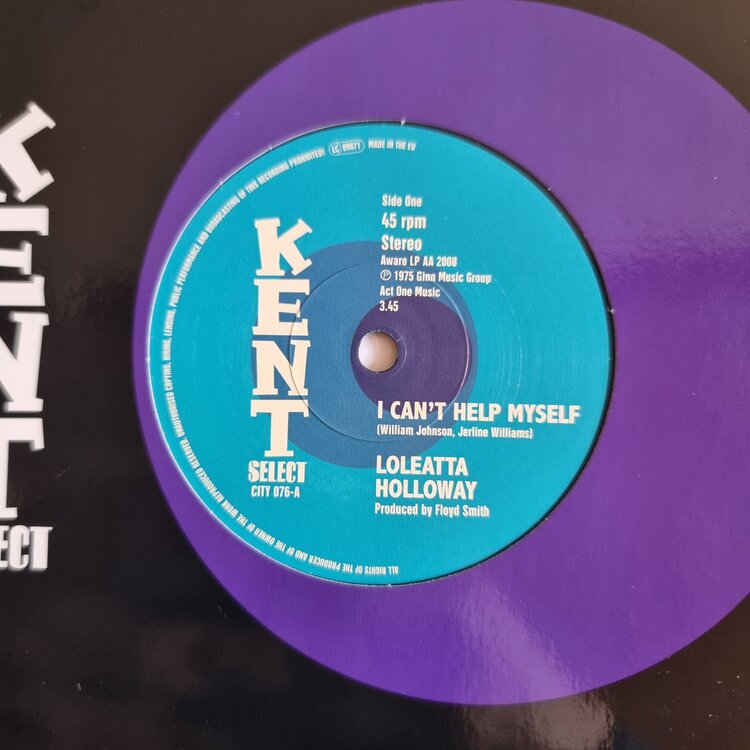 KENT
SELECT
ALL RIGHTS OF THE PRODUCER AND OF THE OWNER OF THE WORK REPRODUCED RESERVED. UNAUTHORISED COPYING, HIRING, LENDING, PUBLIC PERFORMANCE AND BROADCASTING OF THIS RECORDING PROHIBITED! LC 09671 MADE IN THE EU
KENT
SELECT
CITY 076-A
Side One
45 rpm
Stereo
Aware LP AA 2008
℗ 1975 Ginn Music Group
Act One Music
3.45
I CAN'T HELP MYSELF
(William Johnson, Jerline Williams)
LOLEATTA
HOLLOWAY
Produced by Floyd Smith